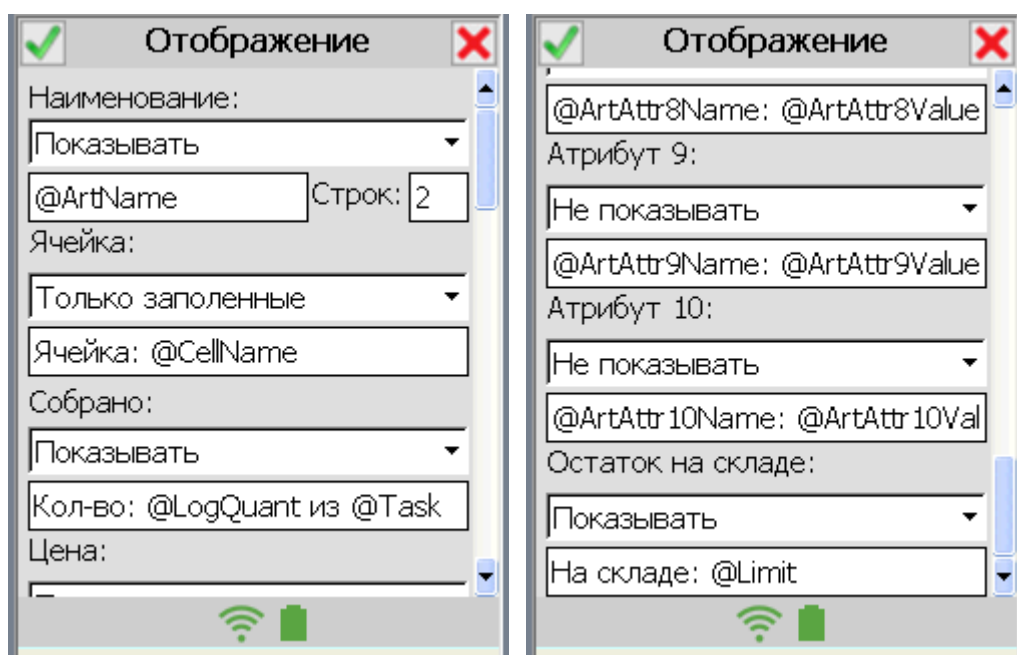 Отображение
Наименование:
Показывать
@ArtName Строк: 2
Ячейка:
Только заполенные
Ячейка: @CellName
Собрано:
Показывать
Кол-во: @LogQuant из @Task
Цена:
Отображение
@ArtAttr8Name: @ArtAttr8Value
Атрибут 9:
Не показывать
@ArtAttr9Name: @ArtAttr9Value
Атрибут 10:
Не показывать
@ArtAttr10Name: @ArtAttr10Val
Остаток на складе:
Показывать
На складе: @Limit